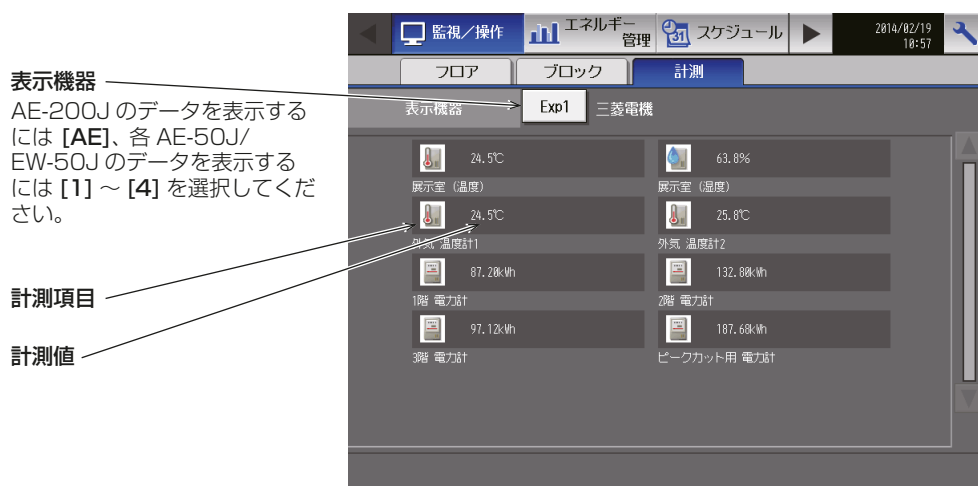 表示機器
AE-200J のデータを表示する
には [AE]、各 AE-50J/
EW-50J のデータを表示する
には [1] ~ [4] を選択してくだ
さい。
計測項目
計測値
監視/操作
エネルギー
管理
スケジュール
2014/02/19
10:57
フロア
ブロック
計測
表示機器
Exp1
三菱電機
24.5℃
63.8%
展示室 (温度)
展示室 (湿度)
24.5℃
25.8℃
外気 温度計1
外気 温度計2
87.20kWh
132.80kWh
1階 電力計
2階 電力計
97.12kWh
187.68kWh
3階 電力計
ピークカット用 電力計